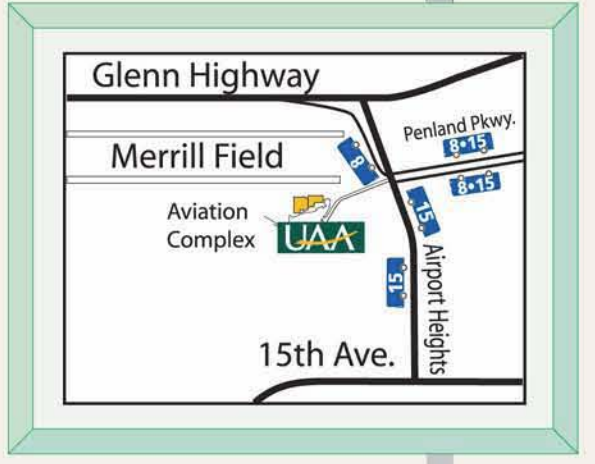 Glenn Highway
Penland Pkwy.
8•15
Merrill Field
8
8•15
15
Aviation
Complex
UAA
Airport Heights
15
15th Ave.